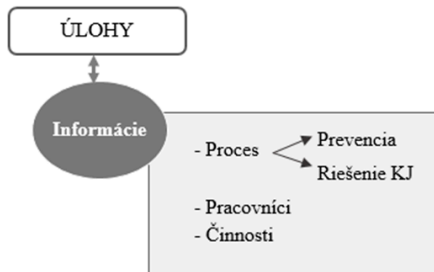 ÚLOHY
Informácie
- Proces
Prevencia
Riešenie KJ
- Pracovníci
- Činnosti